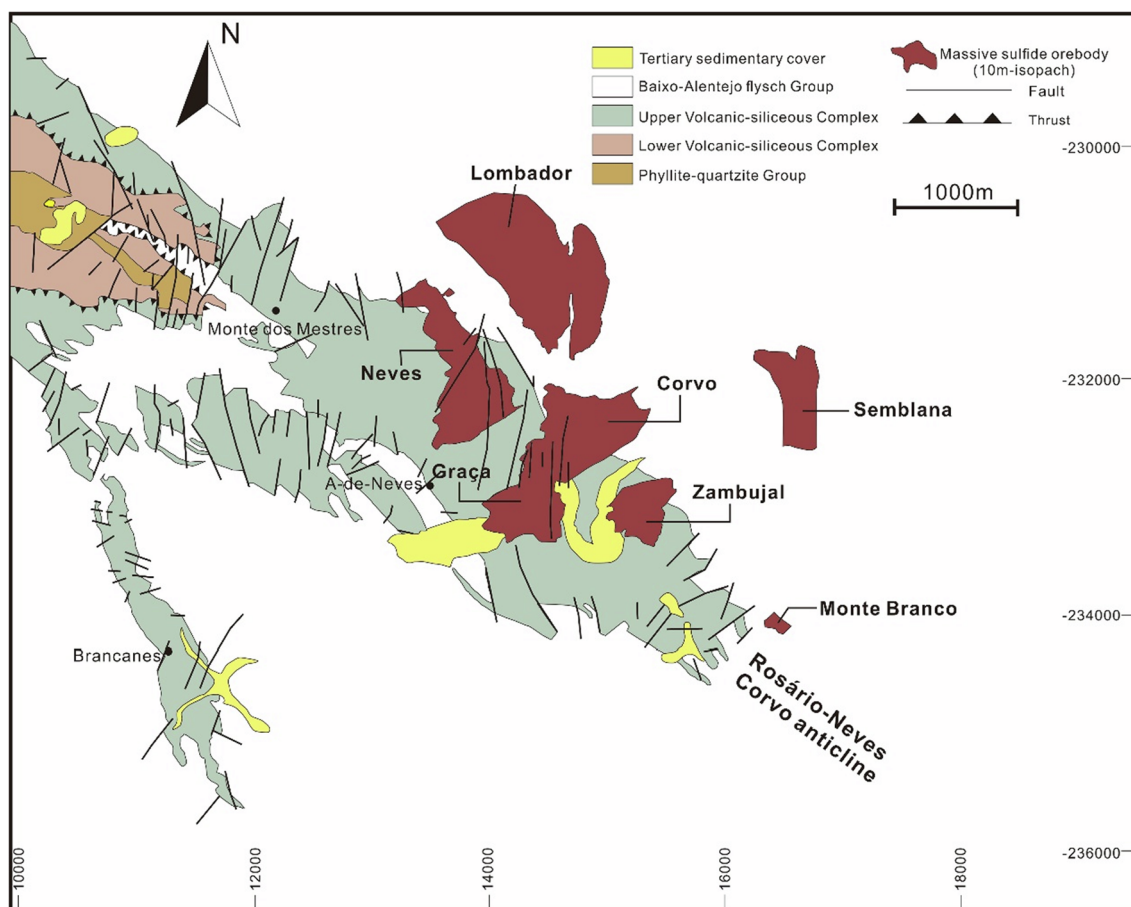 N
Tertiary sedimentary cover
Baixo-Alentejo flysch Group
Upper Volcanic-siliceous Complex
Lower Volcanic-siliceous Complex
Phyllite-quartzite Group
Massive sulfide orebody
(10m-isopach)
Fault
Thrust
1000m
-230000
Lombador
Monte dos Mestres
Neves
Corvo
-232000
Semblana
Graça
A-de-Neves
Zambujal
Monte Branco
-234000
Brancanes
Rosário-Neves
Corvo anticline
-236000
10000
12000
14000
16000
18000